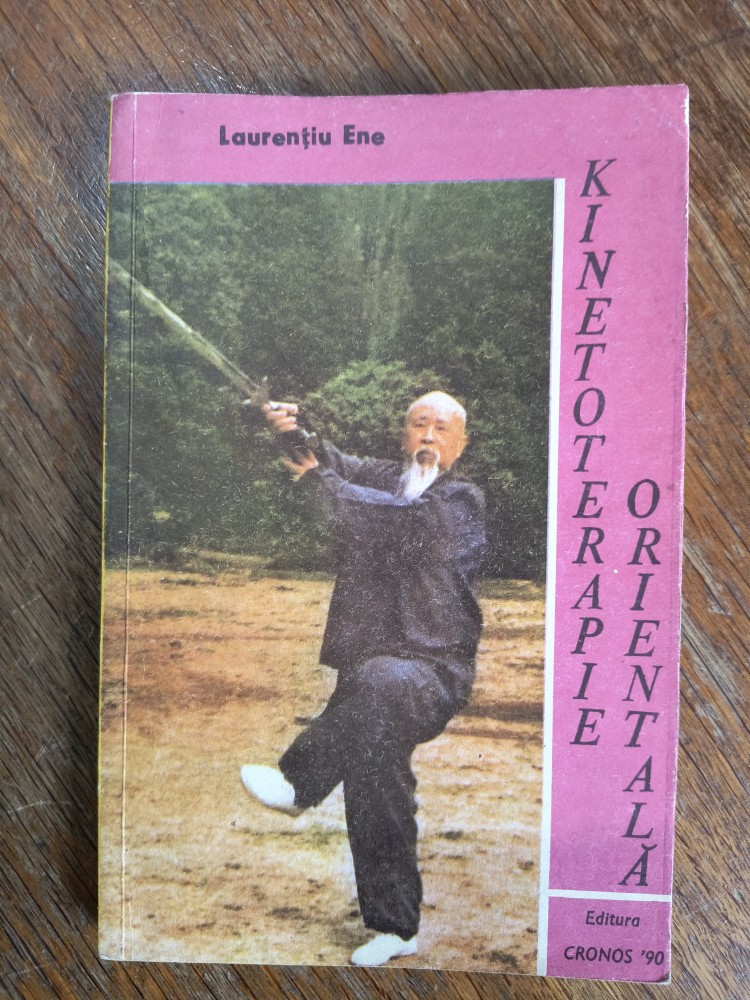 Laurențiu Ene
KINETOTERAPIE
ORIENTALĂ
Editura
CRONOS '90